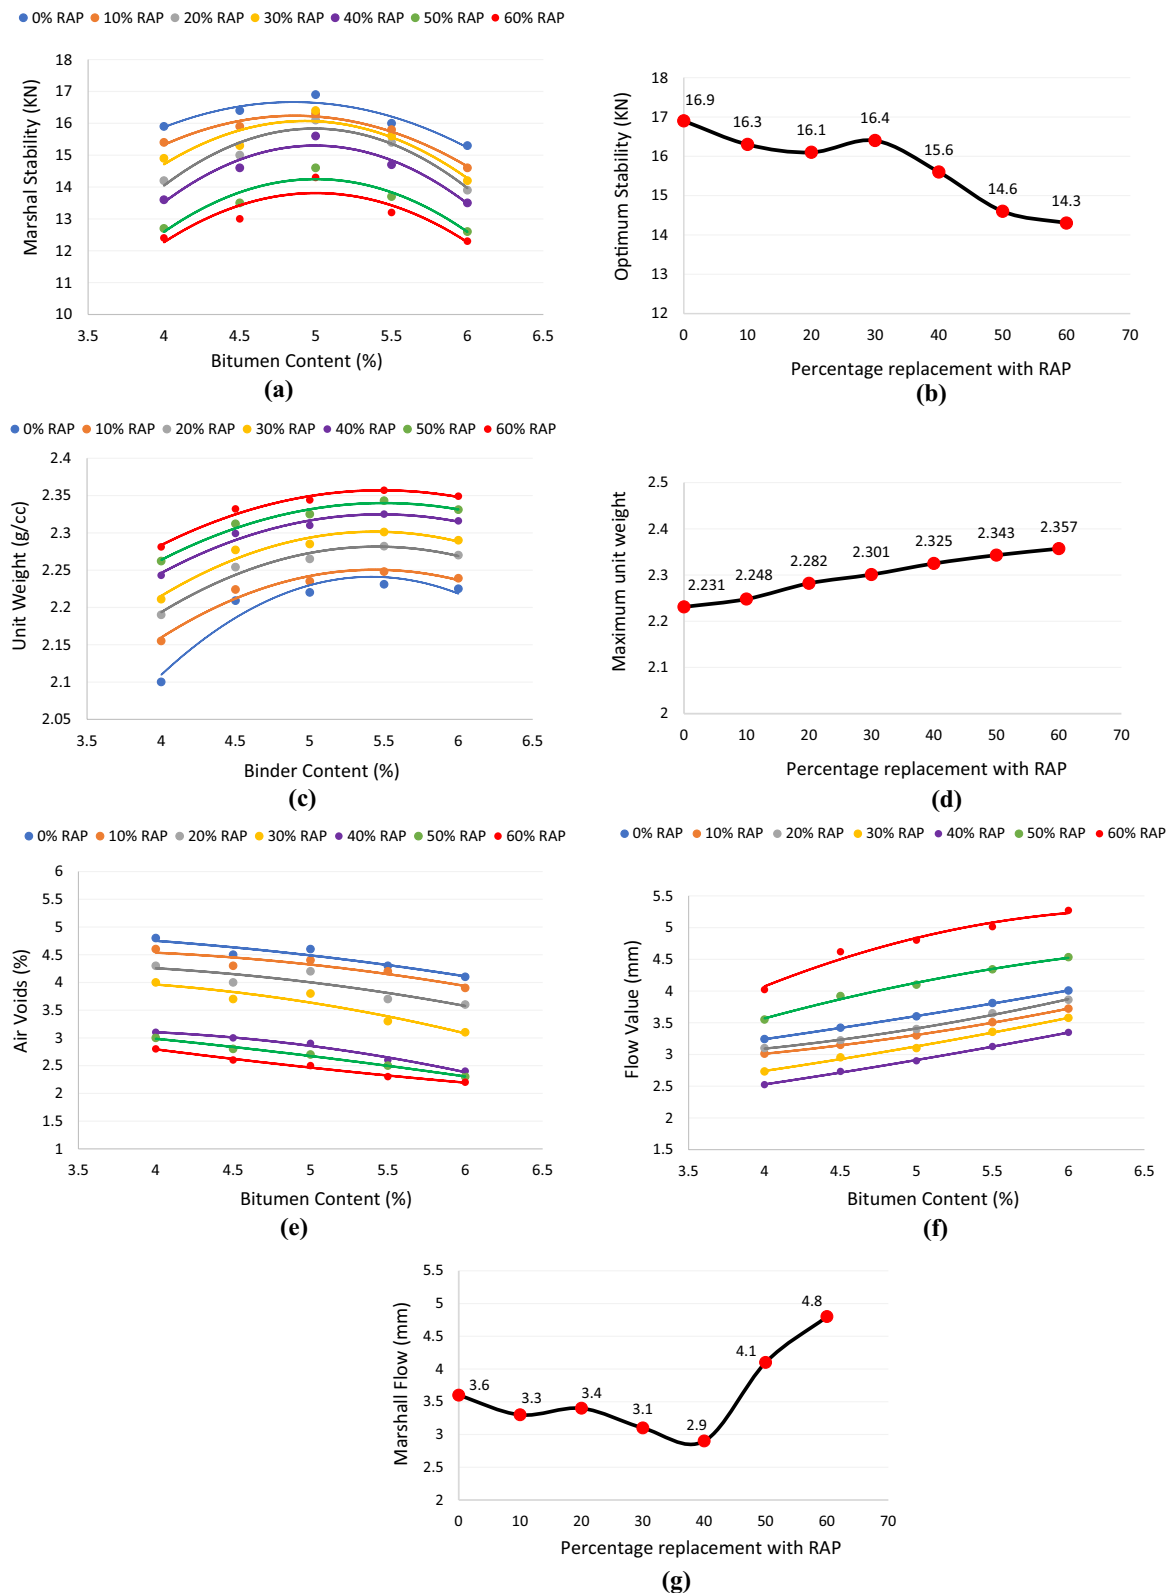 0% RAP 10% RAP 20% RAP 30% RAP 40% RAP 50% RAP 60% RAP
Marshal Stability (KN)
18
17
16
15
14
13
12
11
10
3.5 4 4.5 5 5.5 6 6.5
Bitumen Content (%)
(a)
Optimum Stability (KN)
18
17
16
15
14
13
12
16.9 16.3 16.1 16.4 15.6 14.6 14.3
0 10 20 30 40 50 60 70
Percentage replacement with RAP
(b)
0% RAP 10% RAP 20% RAP 30% RAP 40% RAP 50% RAP 60% RAP
Unit Weight (g/cc)
2.4
2.35
2.3
2.25
2.2
2.15
2.1
2.05
3.5 4 4.5 5 5.5 6 6.5
Binder Content (%)
(c)
Maximum unit weight
2.5
2.4
2.3
2.2
2.1
2
2.231 2.248 2.282 2.301 2.325 2.343 2.357
0 10 20 30 40 50 60 70
Percentage replacement with RAP
(d)
0% RAP 10% RAP 20% RAP 30% RAP 40% RAP 50% RAP 60% RAP
Air Voids (%)
6
5.5
5
4.5
4
3.5
3
2.5
2
1.5
1
3.5 4 4.5 5 5.5 6 6.5
Bitumen Content (%)
(e)
0% RAP 10% RAP 20% RAP 30% RAP 40% RAP 50% RAP 60% RAP
Flow Value (mm)
5.5
5
4.5
4
3.5
3
2.5
2
1.5
3.5 4 4.5 5 5.5 6 6.5
Bitumen Content (%)
(f)
Marshall Flow (mm)
5.5
5
4.5
4
3.5
3
2.5
2
3.6 3.3 3.4 3.1 2.9 4.1 4.8
0 10 20 30 40 50 60 70
Percentage replacement with RAP
(g)